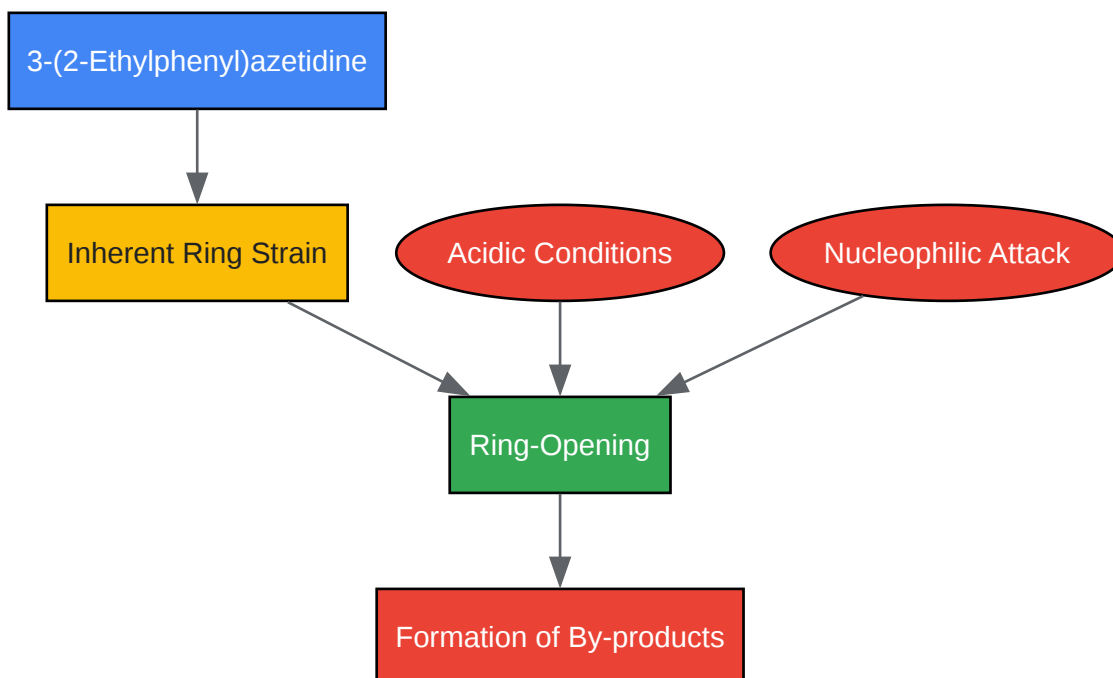 3-(2-Ethylphenyl)azetidine
Inherent Ring Strain
Acidic Conditions
Nucleophilic Attack
Ring-Opening
Formation of By-products